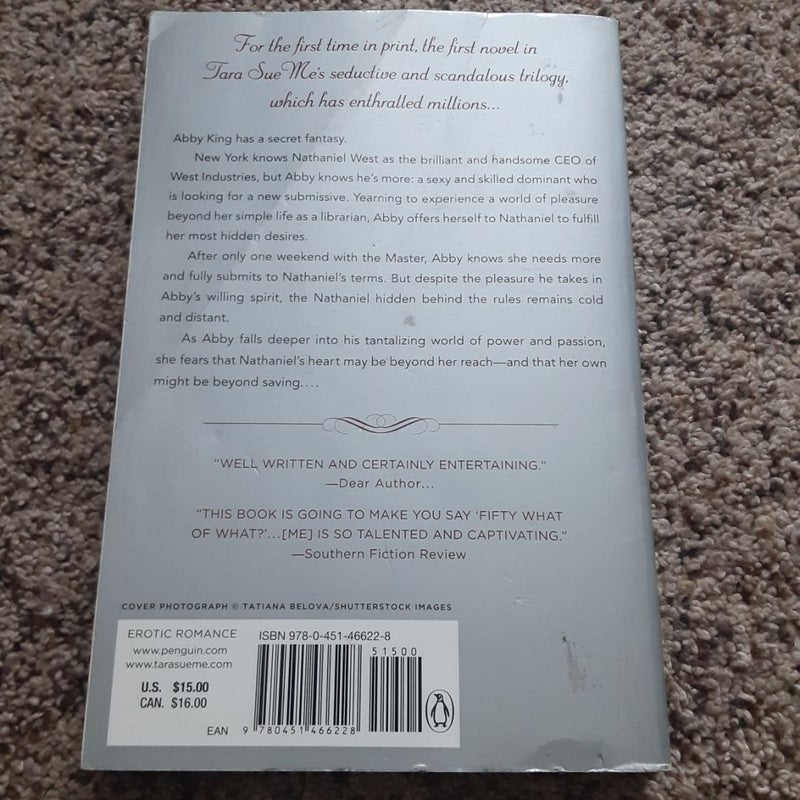 For the first time in print, the first novel in
Tara Sue Me's seductive and scandalous trilogy,
which has enthralled millions...
Abby King has a secret fantasy.
New York knows Nathaniel West as the brilliant and handsome CEO of
West Industries, but Abby knows he's more: a sexy and skilled dominant who
is looking for a new submissive. Yearning to experience a world of pleasure
beyond her simple life as a librarian, Abby offers herself to Nathaniel to fulfill
her most hidden desires.
After only one weekend with the Master, Abby knows she needs more
and fully submits to Nathaniel's terms. But despite the pleasure he takes in
Abby's willing spirit, the Nathaniel hidden behind the rules remains cold
and distant.
As Abby falls deeper into his tantalizing world of power and passion,
she fears that Nathaniel's heart may be beyond her reach—and that her own
might be beyond saving....
"WELL WRITTEN AND CERTAINLY ENTERTAINING."
—Dear Author...
"THIS BOOK IS GOING TO MAKE YOU SAY 'FIFTY WHAT
OF WHAT?'...[ME] IS SO TALENTED AND CAPTIVATING."
—Southern Fiction Review
COVER PHOTOGRAPH © TATIANA BELOVA/SHUTTERSTOCK IMAGES
EROTIC ROMANCE
www.penguin.com
www.tarasueme.com
U.S. $15.00
CAN. $16.00
ISBN 978-0-451-46622-8
51500
EAN
9 780451 466228